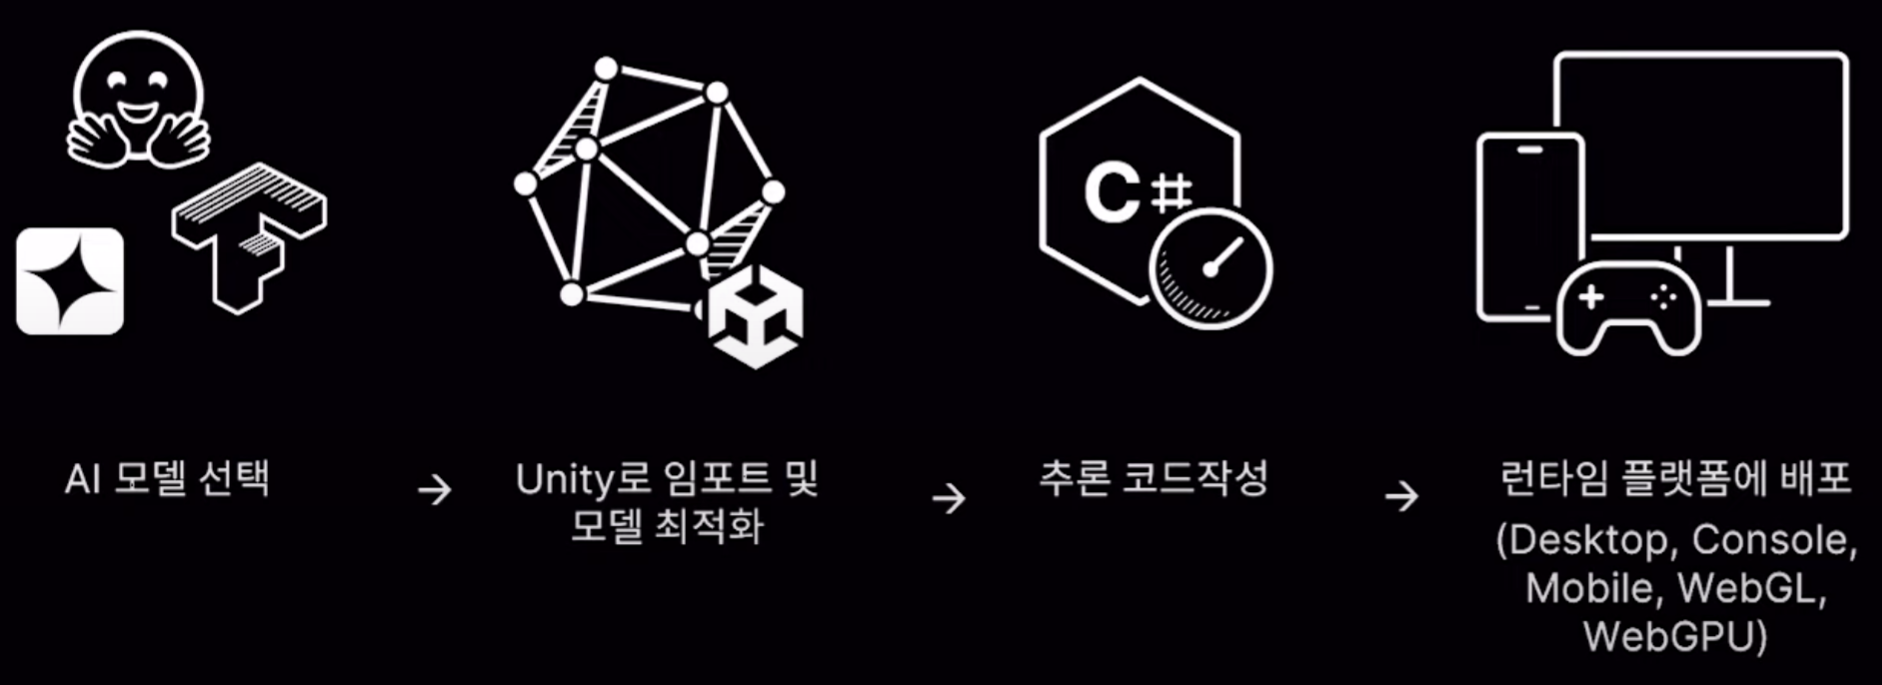 C#
AI 모델 선택
→
Unity로 임포트 및
모델 최적화
→
추론 코드작성
→
런타임 플랫폼에 배포
(Desktop, Console,
Mobile, WebGL,
WebGPU)